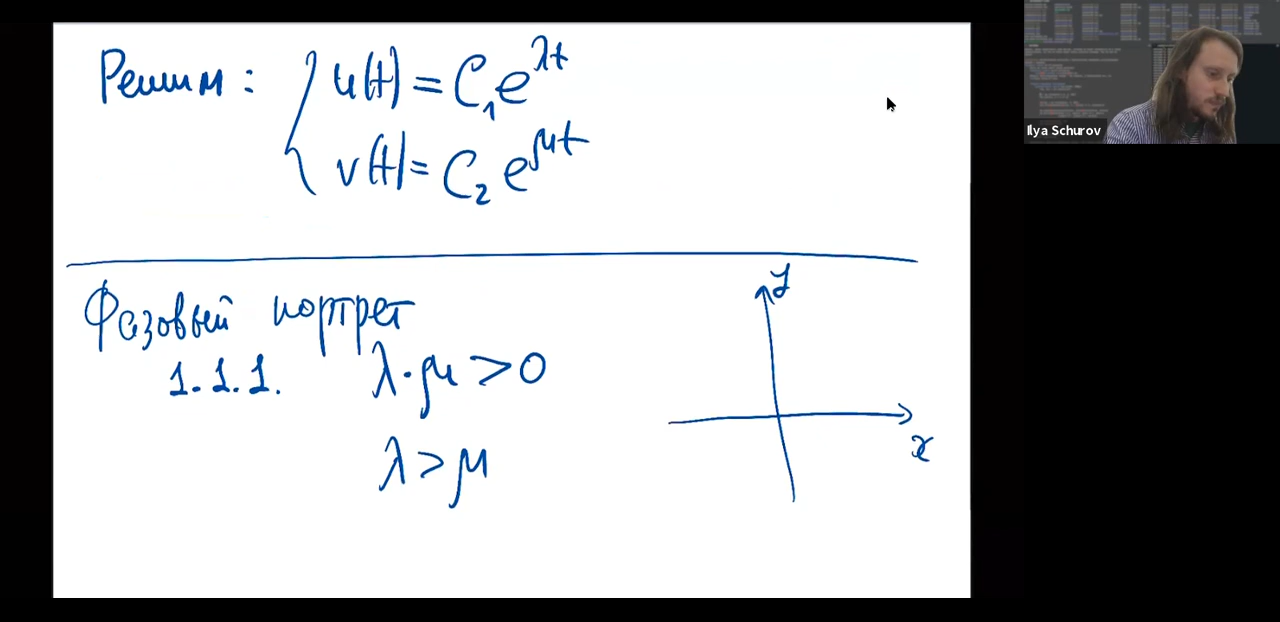 Решим: { u(t) = C₁e^{λt}
v(t) = C₂e^{μt}
Фазовый портрет
1.1.1. λ·μ > 0
λ > μ
y
x
Ilya Schurov